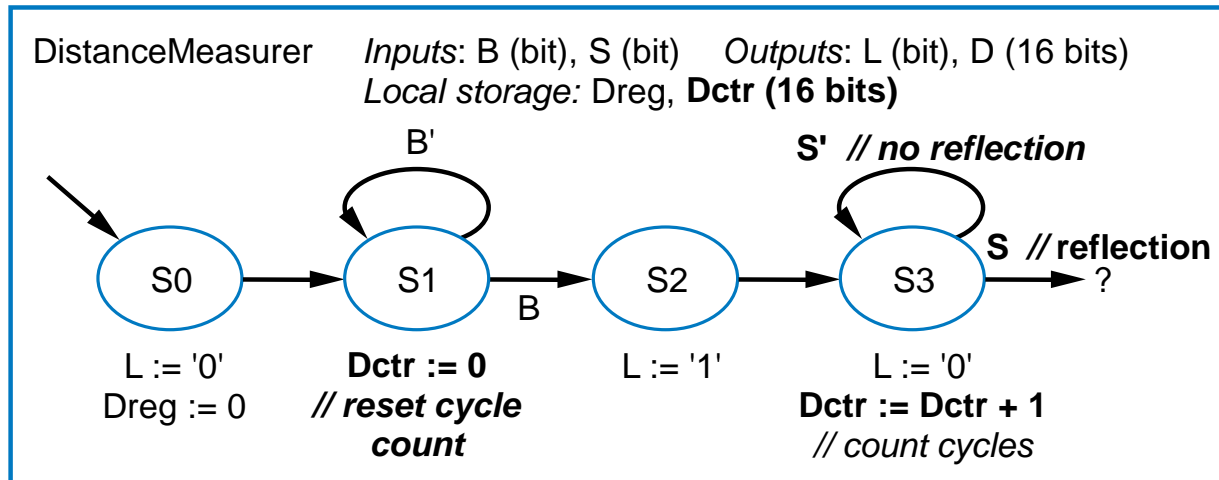 DistanceMeasurer Inputs: B (bit), S (bit) Outputs: L (bit), D (16 bits)
Local storage: Dreg, Dctr (16 bits)
B'
S' // no reflection
S // reflection
S0
S1
S2
S3
?
B
L := '0'
Dreg := 0
Dctr := 0
// reset cycle
count
L := '1'
L := '0'
Dctr := Dctr + 1
// count cycles